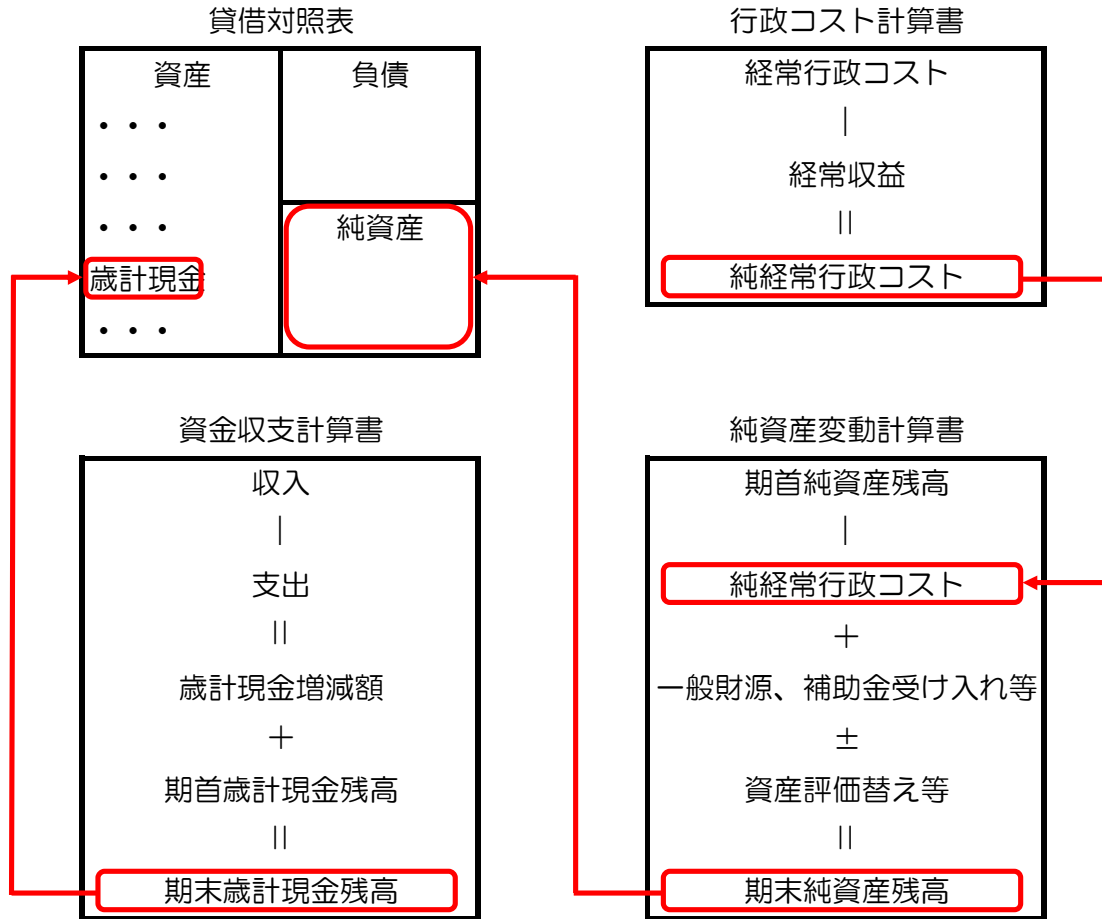 貸借対照表
資産
負債
・・・
・・・
・・・
歳計現金
・・・
純資産
行政コスト計算書
経常行政コスト
｜
経常収益
||
純経常行政コスト
資金収支計算書
収入
｜
支出
||
歳計現金増減額
＋
期首歳計現金残高
||
期末歳計現金残高
純資産変動計算書
期首純資産残高
｜
純経常行政コスト
＋
一般財源、補助金受け入れ等
±
資産評価替え等
||
期末純資産残高